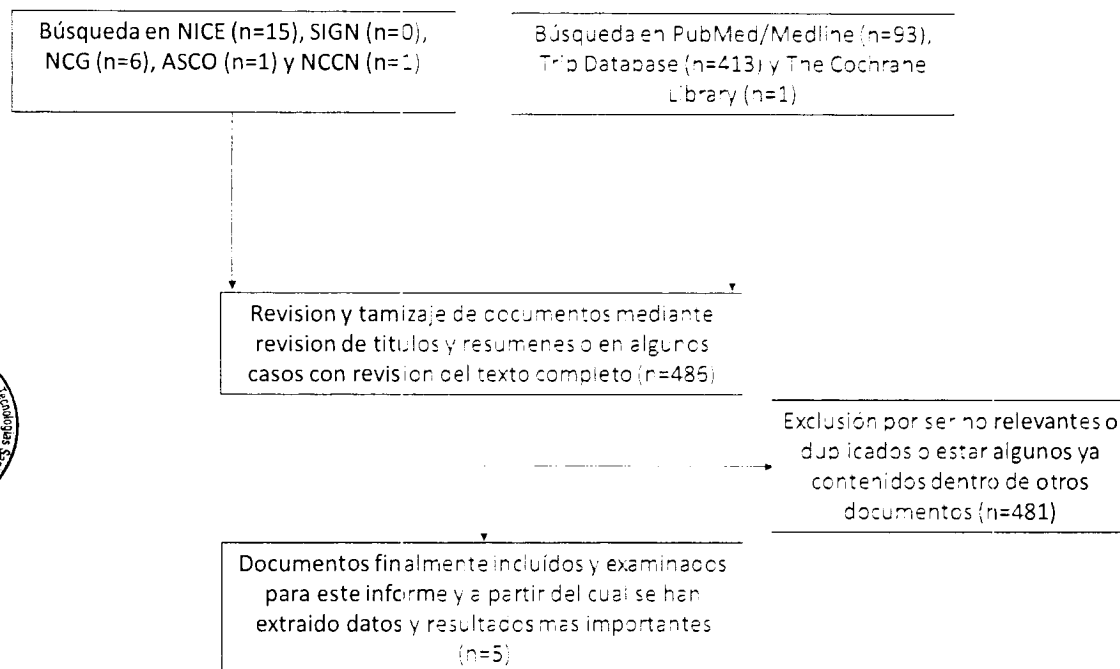 Búsqueda en NICE (n=15), SIGN (n=0),
NCG (n=6), ASCO (n=1) y NCCN (n=1)
Búsqueda en PubMed/Medline (n=93),
Trip Database (n=413) y The Cochrane
Library (n=1)
Revision y tamizaje de documentos mediante
revision de titulos y resumenes o en algunos
casos con revision del texto completo (n=486)
Tecnologías
Exclusión por ser no relevantes o
duplicados o estar algunos ya
contenidos dentro de otros
documentos (n=481)
Documentos finalmente incluídos y examinados
para este informe y a partir del cual se han
extraido datos y resultados mas importantes
(n=5)